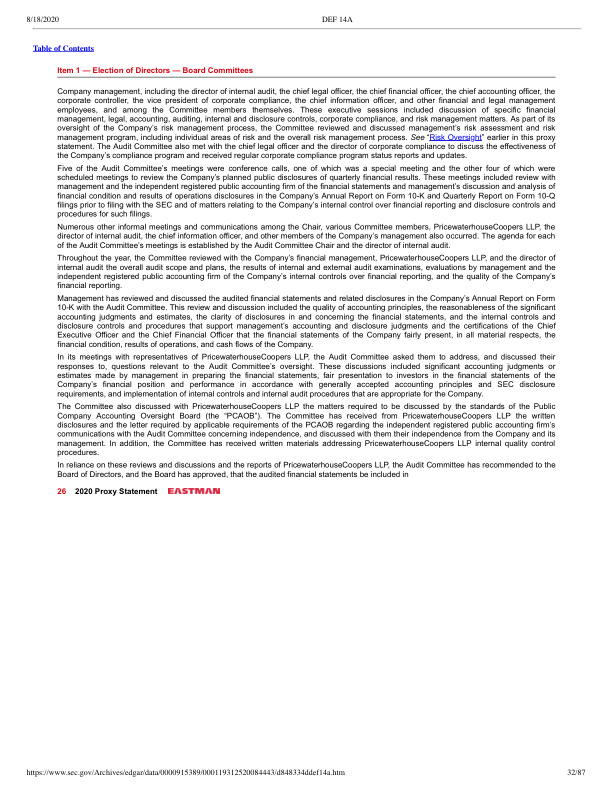 8/18/2020 DEF 14A
Table of Contents
Item 1 — Election of Directors — Board Committees
Company management, including the director of internal audit, the chief legal officer, the chief financial officer, the chief accounting officer, the
corporate controller, the vice president of corporate compliance, the chief information officer, and other financial and legal management
employees, and among the Committee members themselves. These executive sessions included discussion of specific financial
management, legal, accounting, auditing, internal and disclosure controls, corporate compliance, and risk management matters. As part of its
oversight of the Company's risk management process, the Committee reviewed and discussed management's risk assessment and risk
management program, including individual areas of risk and the overall risk management process. See “Risk Oversight” earlier in this proxy
statement. The Audit Committee also met with the chief legal officer and the director of corporate compliance to discuss the effectiveness of
the Company's compliance program and received regular corporate compliance program status reports and updates.
Five of the Audit Committee's meetings were conference calls, one of which was a special meeting and the other four of which were
scheduled meetings to review the Company's planned public disclosures of quarterly financial results. These meetings included review with
management and the independent registered public accounting firm of the financial statements and management's discussion and analysis of
financial condition and results of operations disclosures in the Company's Annual Report on Form 10-K and Quarterly Report on Form 10-Q
filings prior to filing with the SEC and of matters relating to the Company's internal control over financial reporting and disclosure controls and
procedures for such filings.
Numerous other informal meetings and communications among the Chair, various Committee members, PricewaterhouseCoopers LLP, the
director of internal audit, the chief information officer, and other members of the Company's management also occurred. The agenda for each
of the Audit Committee's meetings is established by the Audit Committee Chair and the director of internal audit.
Throughout the year, the Committee reviewed with the Company's financial management, PricewaterhouseCoopers LLP, and the director of
internal audit the overall audit scope and plans, the results of internal and external audit examinations, evaluations by management and the
independent registered public accounting firm of the Company's internal controls over financial reporting, and the quality of the Company's
financial reporting.
Management has reviewed and discussed the audited financial statements and related disclosures in the Company's Annual Report on Form
10-K with the Audit Committee. This review and discussion included the quality of accounting principles, the reasonableness of the significant
accounting judgments and estimates, the clarity of disclosures in and concerning the financial statements, and the internal controls and
disclosure controls and procedures that support management's accounting and disclosure judgments and the certifications of the Chief
Executive Officer and the Chief Financial Officer that the financial statements of the Company fairly present, in all material respects, the
financial condition, results of operations, and cash flows of the Company.
In its meetings with representatives of PricewaterhouseCoopers LLP, the Audit Committee asked them to address, and discussed their
responses to, questions relevant to the Audit Committee's oversight. These discussions included significant accounting judgments or
estimates made by management in preparing the financial statements, fair presentation to investors in the financial statements of the
Company's financial position and performance in accordance with generally accepted accounting principles and SEC disclosure
requirements, and implementation of internal controls and internal audit procedures that are appropriate for the Company.
The Committee also discussed with PricewaterhouseCoopers LLP the matters required to be discussed by the standards of the Public
Company Accounting Oversight Board (the “PCAOB”). The Committee has received from PricewaterhouseCoopers LLP the written
disclosures and the letter required by applicable requirements of the PCAOB regarding the independent registered public accounting firm's
communications with the Audit Committee concerning independence, and discussed with them their independence from the Company and its
management. In addition, the Committee has received written materials addressing PricewaterhouseCoopers LLP internal quality control
procedures.
In reliance on these reviews and discussions and the reports of PricewaterhouseCoopers LLP, the Audit Committee has recommended to the
Board of Directors, and the Board has approved, that the audited financial statements be included in
26 2020 Proxy Statement EASTMAN
https://www.sec.gov/Archives/edgar/data/0000915389/000119312520084443/d848334ddef14a.htm 32/87